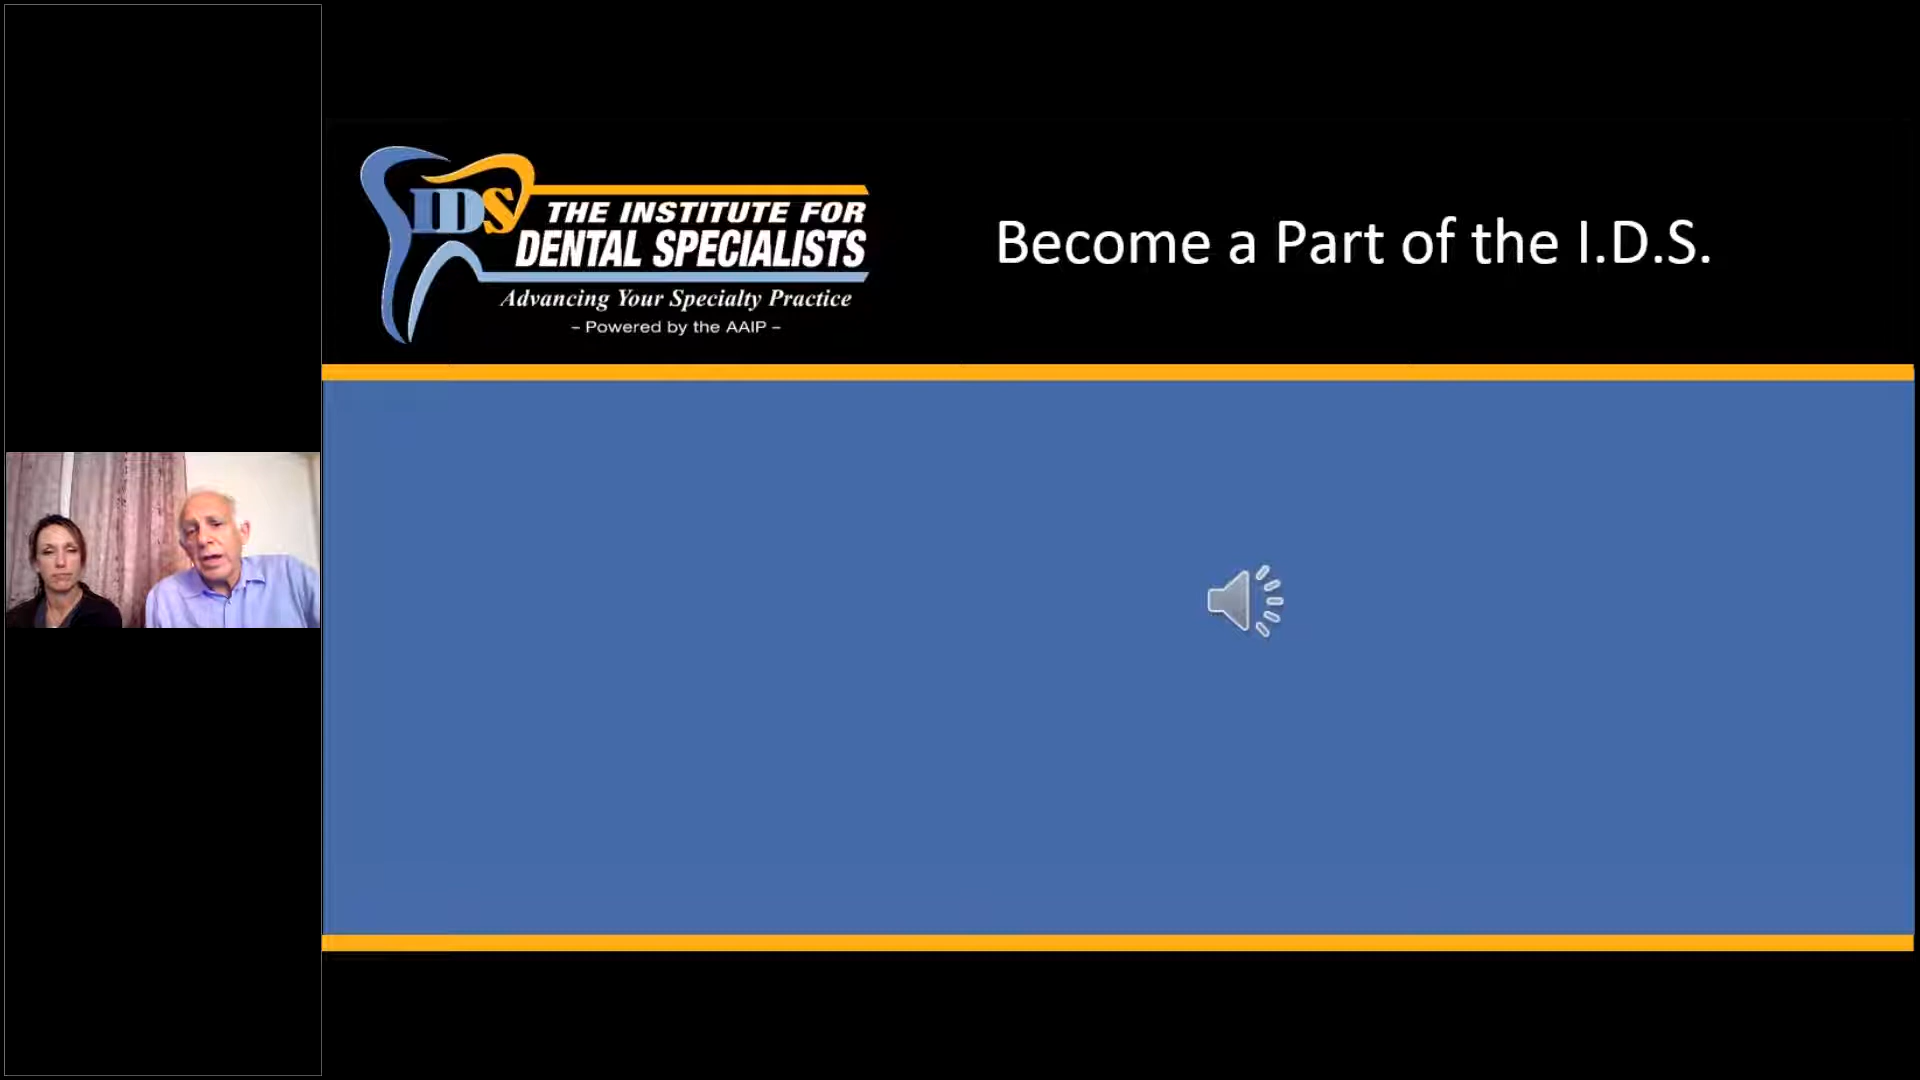 IDS
THE INSTITUTE FOR
DENTAL SPECIALISTS
Advancing Your Specialty Practice
– Powered by the AAIP –
Become a Part of the I.D.S.